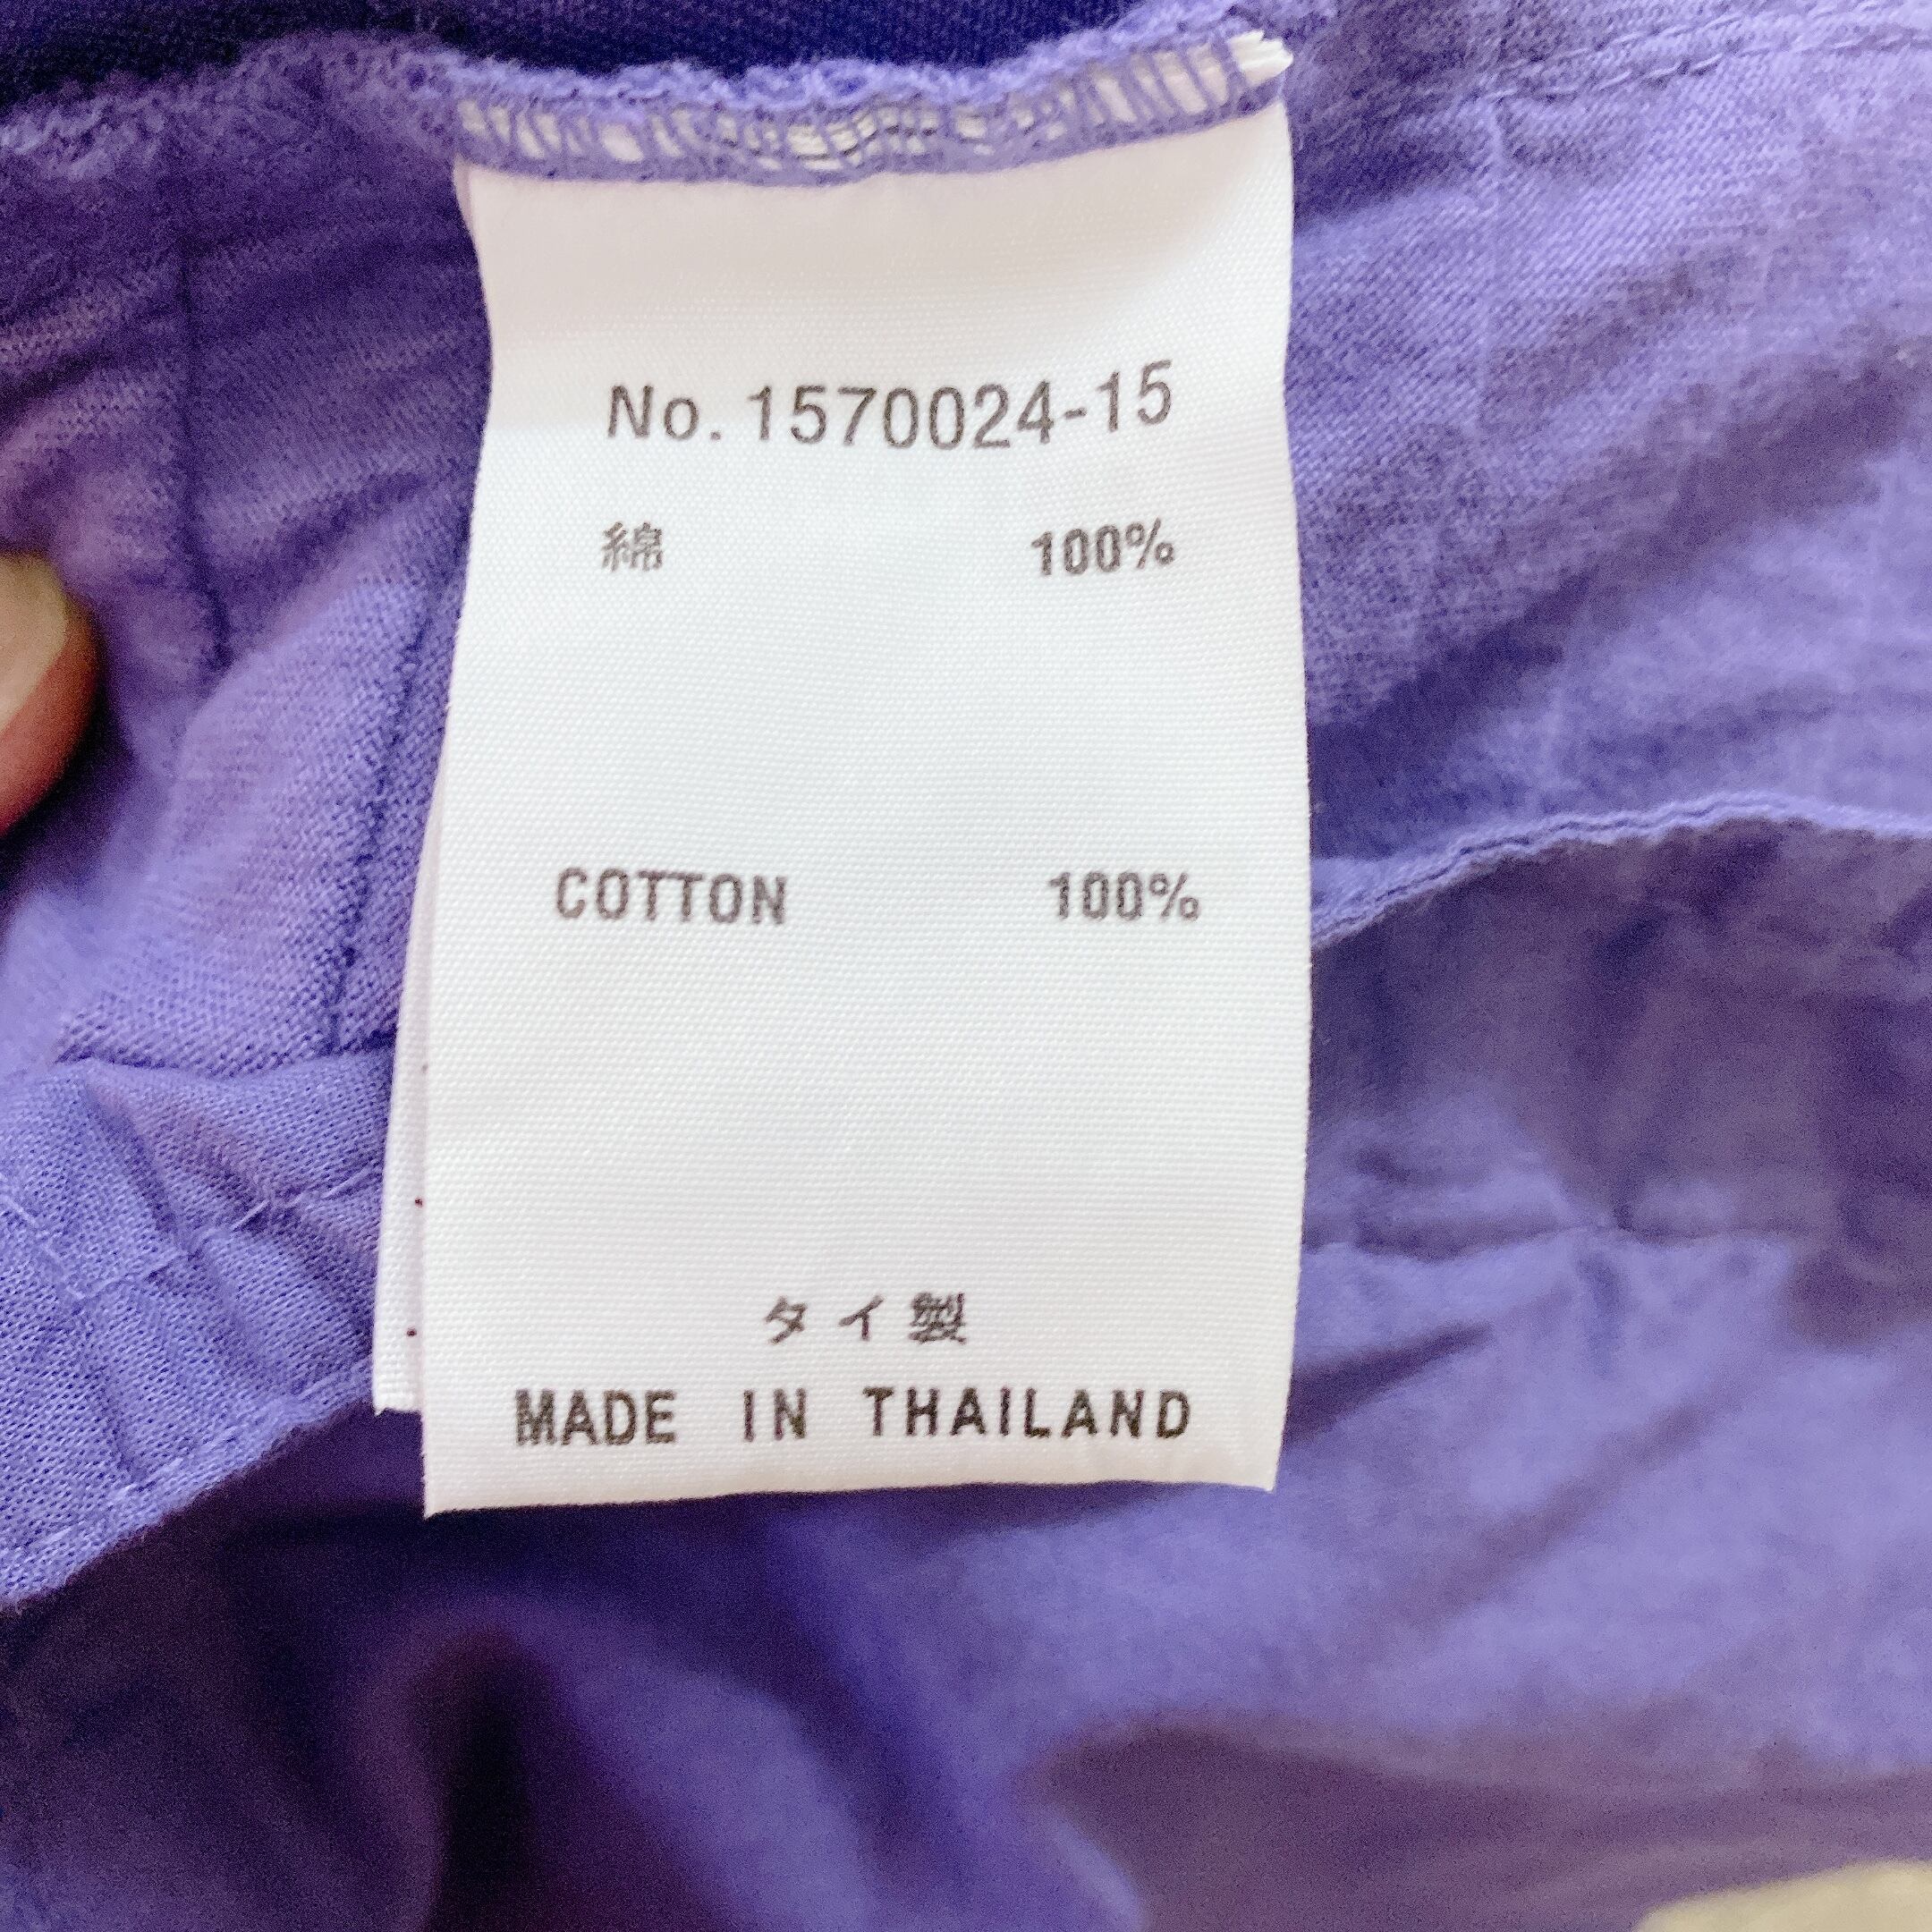 No. 1570024-15
綿 100%
COTTON 100%
タイ製
MADE IN THAILAND